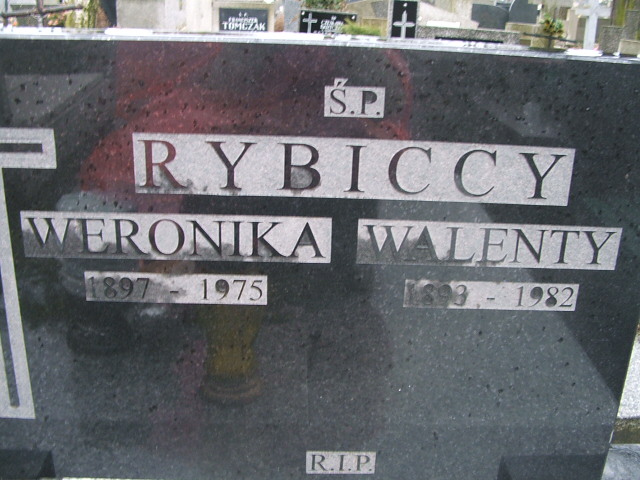 TOMCZAK
Ś.P.
RYBICCY
WERONIKA WALENTY
1897 - 1975 1893 - 1982
R.I.P.